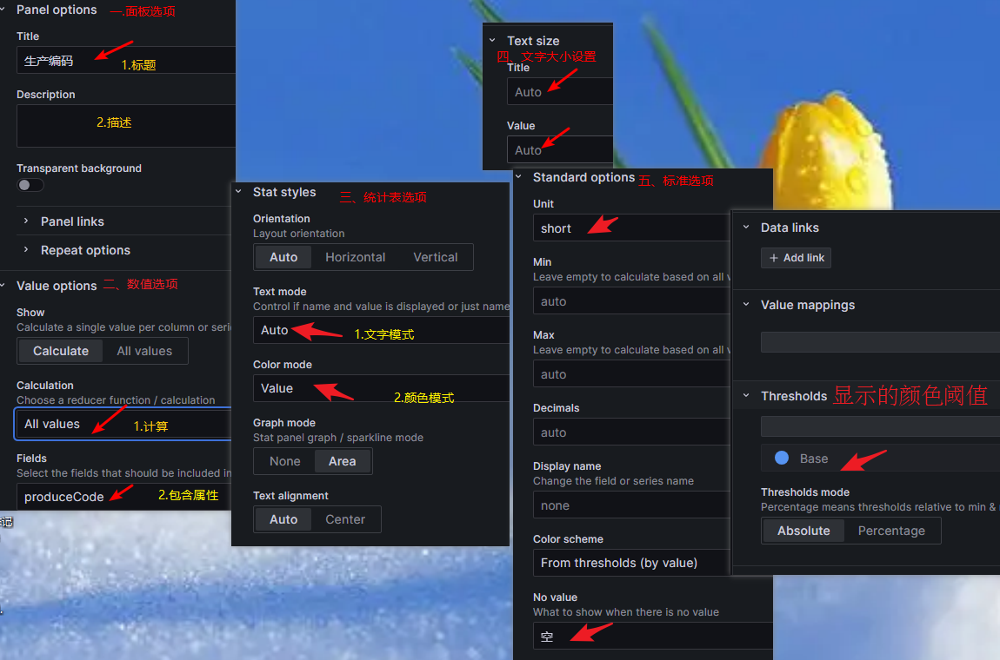 Panel options 一.面板选项
Title
生产编码
1.标题
Description
2.描述
Transparent background
Panel links
Repeat options
Value options 二、数值选项
Show
Calculate a single value per column or seri
Calculate All values
Calculation
Choose a reducer function / calculation
All values
1.计算
Fields
Select the fields that should be included in
produceCode
2.包含属性
记
Stat styles 三、统计表选项
Orientation
Layout orientation
Auto Horizontal Vertical
Text mode
Control if name and value is displayed or just name
Auto
1.文字模式
Color mode
Value
2.颜色模式
Graph mode
Stat panel graph / sparkline mode
None Area
Text alignment
Auto Center
Text size
四、文字大小设置
Title
Auto
Value
Auto
Standard options 五、标准选项
Unit
short
Min
Leave empty to calculate based on all v
auto
Max
Leave empty to calculate based on all v
auto
Decimals
auto
Display name
Change the field or series name
none
Color scheme
From thresholds (by value)
No value
What to show when there is no value
空
Data links
+ Add link
Value mappings
Thresholds 显示的颜色阈值
Base
Thresholds mode
Percentage means thresholds relative to min &
Absolute Percentage